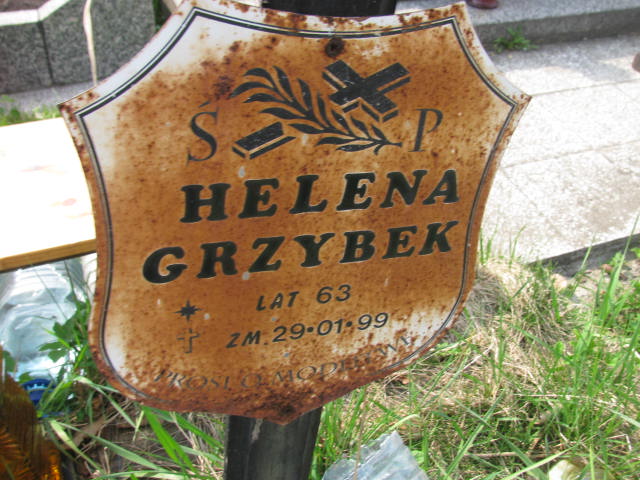 Ś P
HELENA
GRZYBEK
LAT 63
ZM. 29•01•99
PROSI O MODLITWĘ